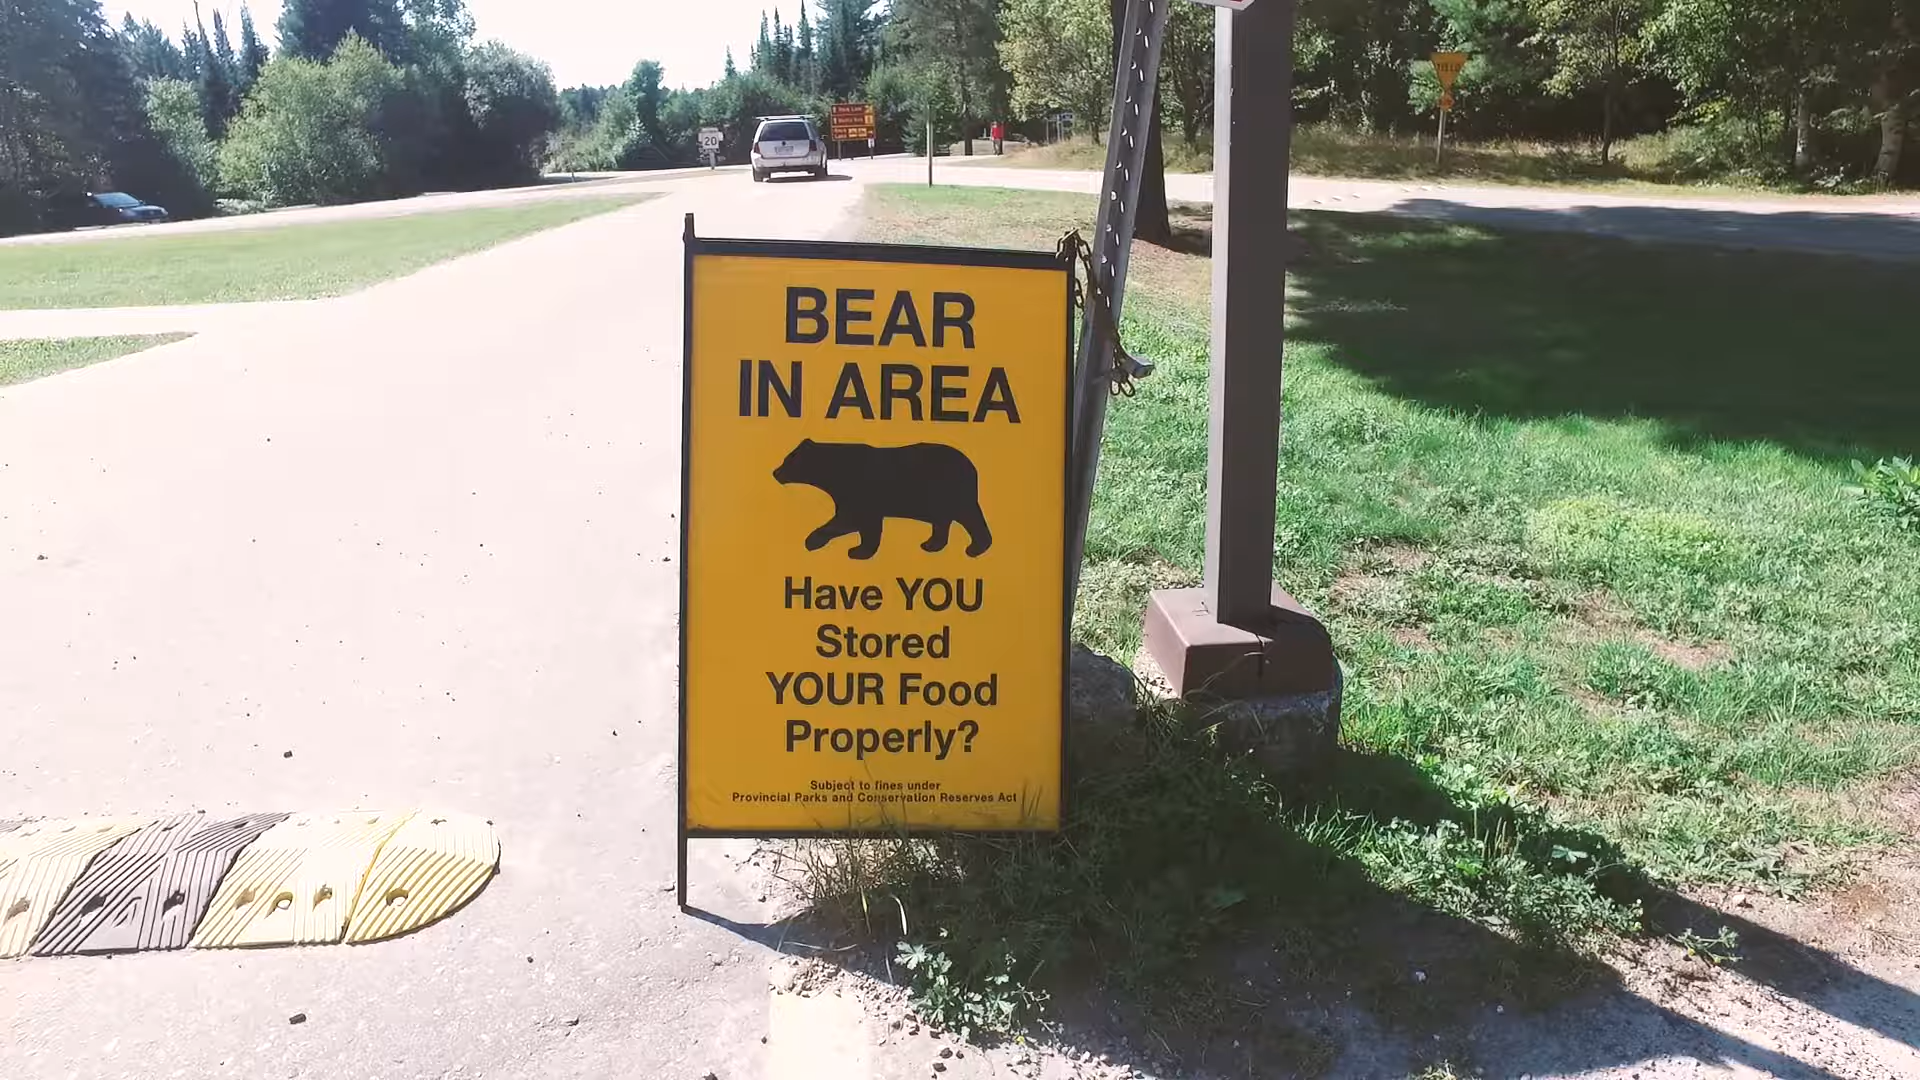 BEAR
IN AREA
Have YOU
Stored
YOUR Food
Properly?
Subject to fines under
Provincial Parks and Conservation Reserves Act
20
YIELD